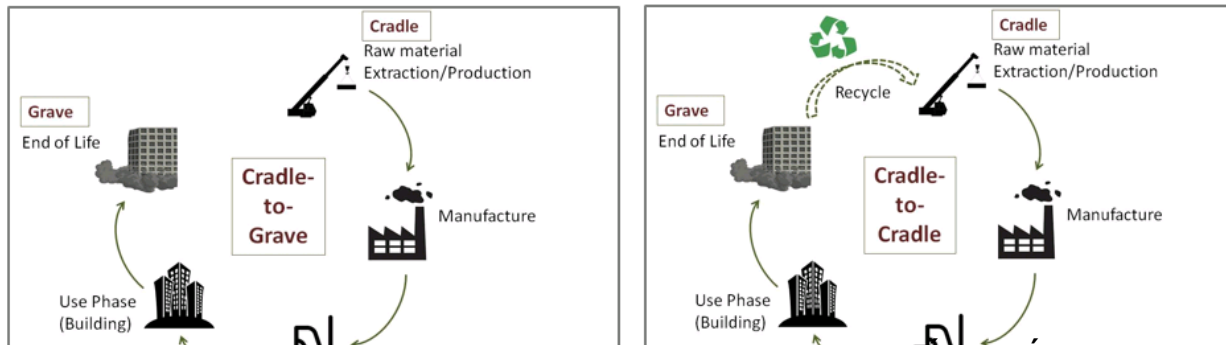 Cradle
Raw material
Extraction/Production
Grave
End of Life
Cradle-
to-
Grave
Manufacture
Use Phase
(Building)
Cradle
Raw material
Extraction/Production
Recycle
Grave
End of Life
Cradle-
to-
Cradle
Manufacture
Use Phase
(Building)